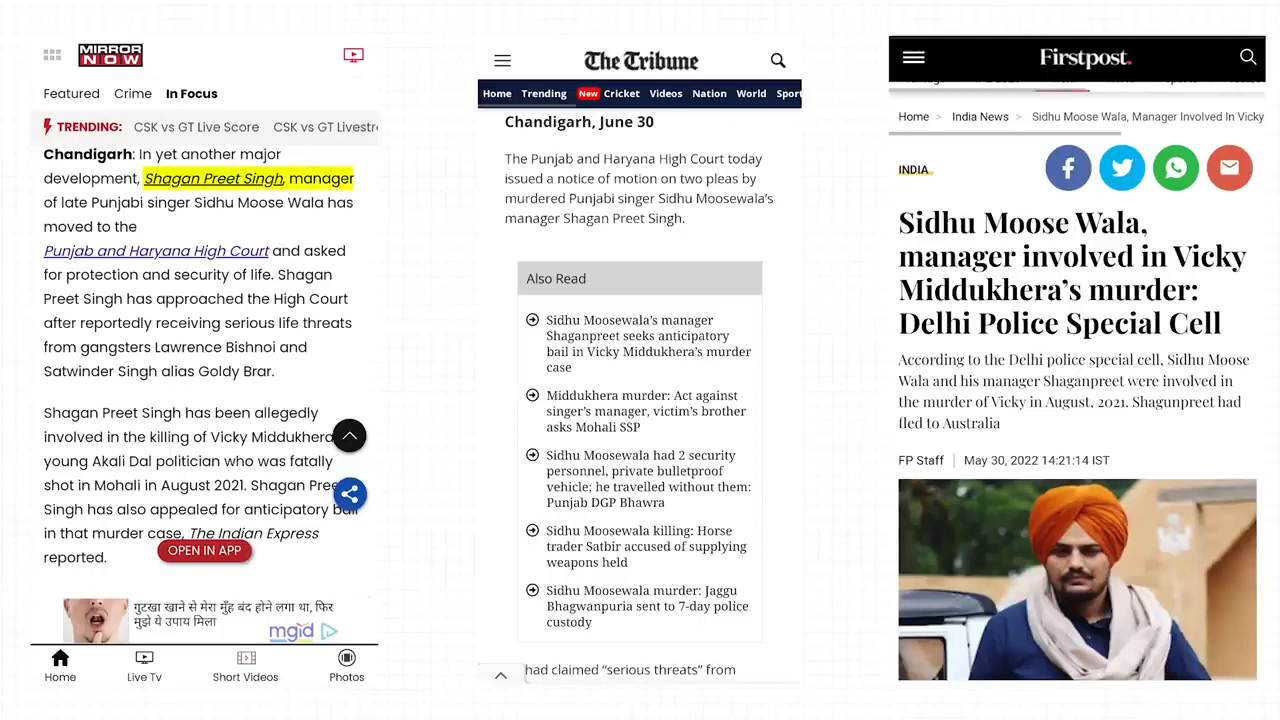 MIRROR
NOW
Featured Crime In Focus
TRENDING: CSK vs GT Live Score CSK vs GT Livestr
Chandigarh: In yet another major
development, Shagan Preet Singh, manager
of late Punjabi singer Sidhu Moose Wala has
moved to the
Punjab and Haryana High Court and asked
for protection and security of life. Shagan
Preet Singh has approached the High Court
after reportedly receiving serious life threats
from gangsters Lawrence Bishnoi and
Satwinder Singh alias Goldy Brar.
Shagan Preet Singh has been allegedly
involved in the killing of Vicky Middukhera
young Akali Dal politician who was fatally
shot in Mohali in August 2021. Shagan Pree
Singh has also appealed for anticipatory bail
in that murder case, The Indian Express
reported.
OPEN IN APP
गुटखा खाने से मेरा मुँह बंद होने लगा था, फिर
मुझे ये उपाय मिला
mgid
Home Live Tv Short Videos Photos
The Tribune
Home Trending New Cricket Videos Nation World Sport
Chandigarh, June 30
The Punjab and Haryana High Court today
issued a notice of motion on two pleas by
murdered Punjabi singer Sidhu Moosewala's
manager Shagan Preet Singh.
Also Read
Sidhu Moosewala's manager
Shaganpreet seeks anticipatory
bail in Vicky Middukhera's murder
case
Middukhera murder: Act against
singer's manager, victim's brother
asks Mohali SSP
Sidhu Moosewala had 2 security
personnel, private bulletproof
vehicle; he travelled without them:
Punjab DGP Bhawra
Sidhu Moosewala killing: Horse
trader Satbir accused of supplying
weapons held
Sidhu Moosewala murder: Jaggu
Bhagwanpuria sent to 7-day police
custody
had claimed “serious threats” from
Firstpost.
Home > India News > Sidhu Moose Wala, Manager Involved In Vicky
INDIA
Sidhu Moose Wala,
manager involved in Vicky
Middukhera’s murder:
Delhi Police Special Cell
According to the Delhi police special cell, Sidhu Moose
Wala and his manager Shaganpreet were involved in
the murder of Vicky in August, 2021. Shagunpreet had
fled to Australia
FP Staff May 30, 2022 14:21:14 IST